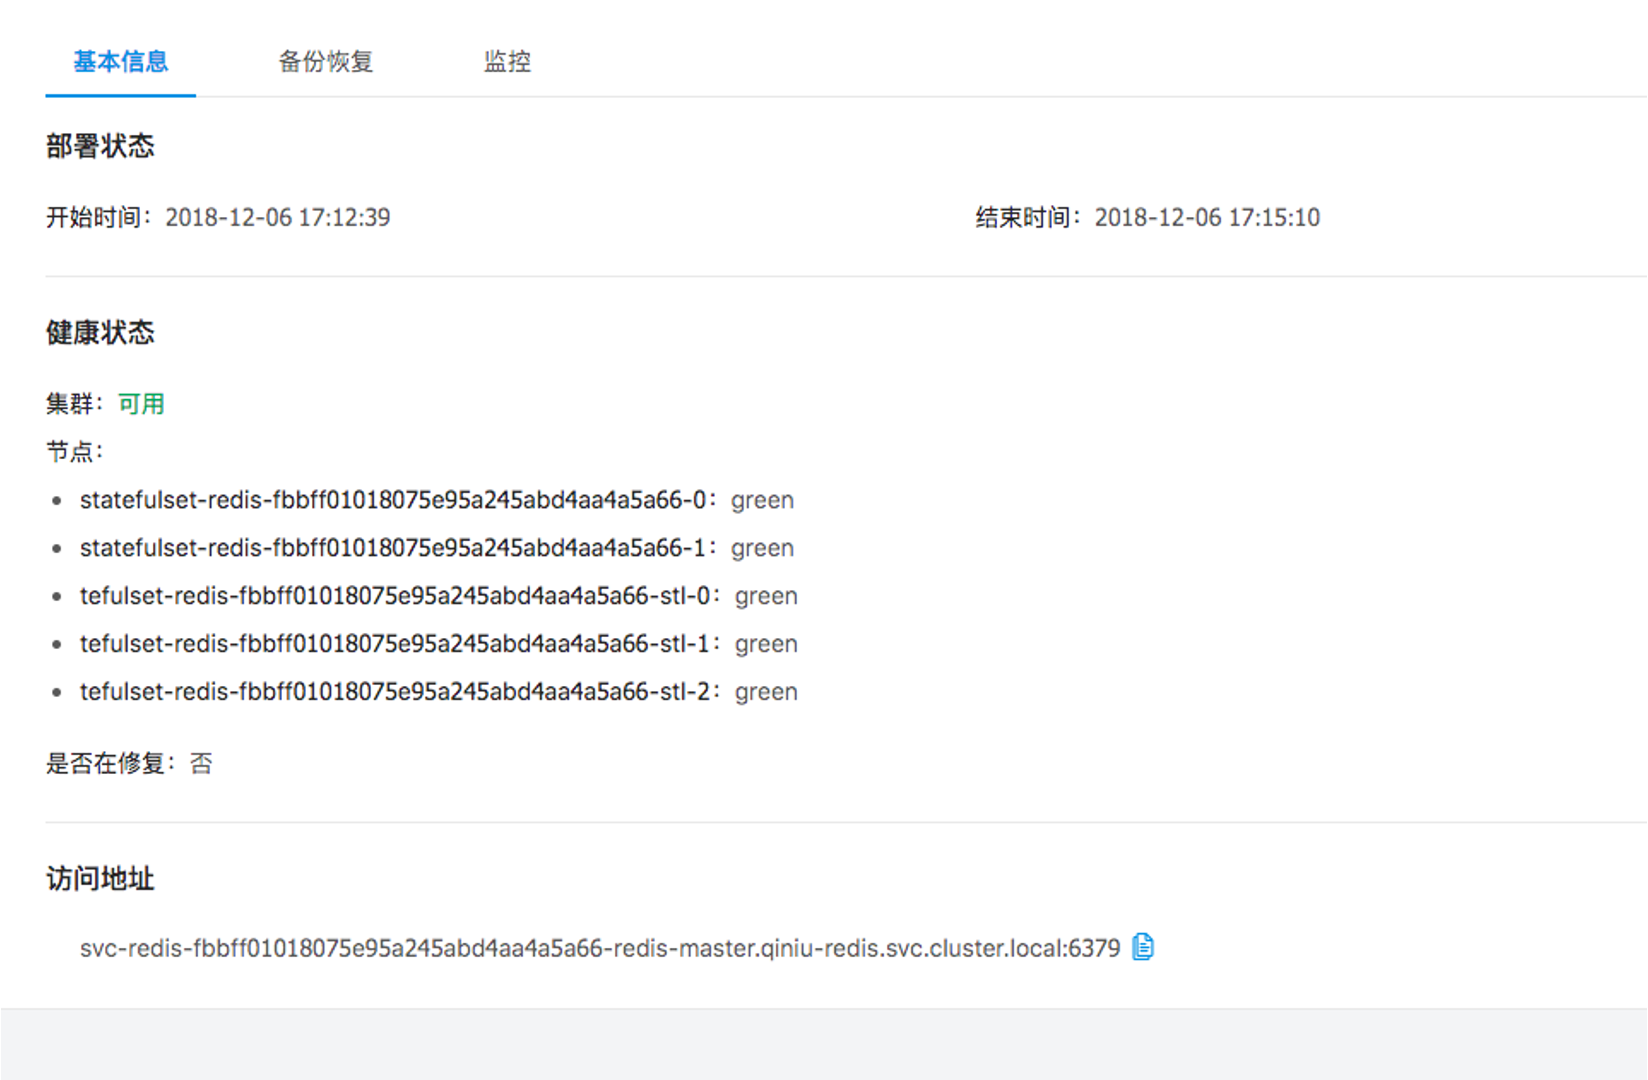 基本信息 备份恢复 监控
部署状态
开始时间：2018-12-06 17:12:39 结束时间：2018-12-06 17:15:10
健康状态
集群：可用
节点：
statefulset-redis-fbbff01018075e95a245abd4aa4a5a66-0：green
statefulset-redis-fbbff01018075e95a245abd4aa4a5a66-1：green
tefulset-redis-fbbff01018075e95a245abd4aa4a5a66-stl-0：green
tefulset-redis-fbbff01018075e95a245abd4aa4a5a66-stl-1：green
tefulset-redis-fbbff01018075e95a245abd4aa4a5a66-stl-2：green
是否在修复：否
访问地址
svc-redis-fbbff01018075e95a245abd4aa4a5a66-redis-master.qiniu-redis.svc.cluster.local:6379